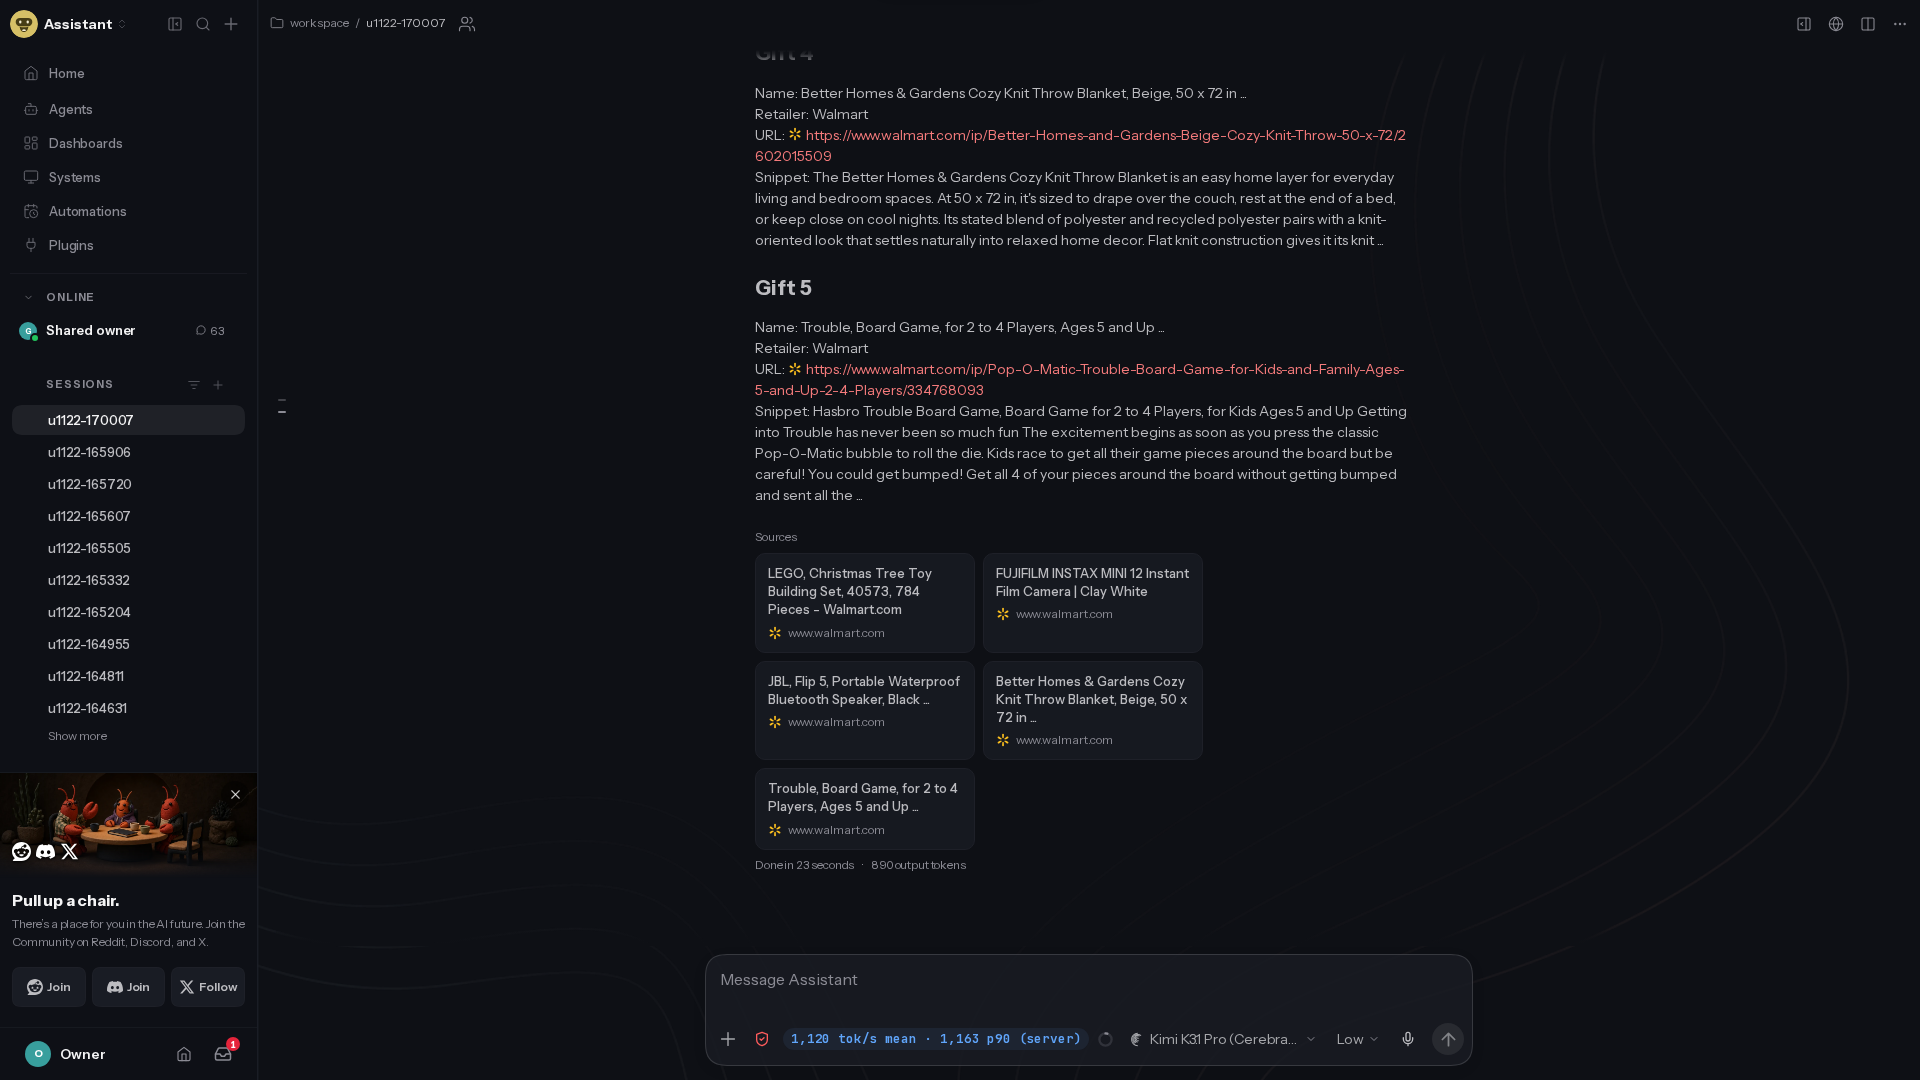 Assistant
Home
Agents
Dashboards
Systems
Automations
Plugins
ONLINE
G
Shared owner
63
SESSIONS
u1122-170007
u1122-165906
u1122-165720
u1122-165607
u1122-165505
u1122-165332
u1122-165204
u1122-164955
u1122-164811
u1122-164631
Show more
Pull up a chair.
There's a place for you in the AI future. Join the
Community on Reddit, Discord, and X.
Join
Join
Follow
O
Owner
1
workspace / u1122-170007
Gift 4
Name: Better Homes & Gardens Cozy Knit Throw Blanket, Beige, 50 x 72 in ...
Retailer: Walmart
URL: https://www.walmart.com/ip/Better-Homes-and-Gardens-Beige-Cozy-Knit-Throw-50-x-72/2
602015509
Snippet: The Better Homes & Gardens Cozy Knit Throw Blanket is an easy home layer for everyday
living and bedroom spaces. At 50 x 72 in, it's sized to drape over the couch, rest at the end of a bed,
or keep close on cool nights. Its stated blend of polyester and recycled polyester pairs with a knit-
oriented look that settles naturally into relaxed home decor. Flat knit construction gives it its knit ...
Gift 5
Name: Trouble, Board Game, for 2 to 4 Players, Ages 5 and Up ...
Retailer: Walmart
URL: https://www.walmart.com/ip/Pop-O-Matic-Trouble-Board-Game-for-Kids-and-Family-Ages-
5-and-Up-2-4-Players/334768093
Snippet: Hasbro Trouble Board Game, Board Game for 2 to 4 Players, for Kids Ages 5 and Up Getting
into Trouble has never been so much fun The excitement begins as soon as you press the classic
Pop-O-Matic bubble to roll the die. Kids race to get all their game pieces around the board but be
careful! You could get bumped! Get all 4 of your pieces around the board without getting bumped
and sent all the ...
Sources
LEGO, Christmas Tree Toy
Building Set, 40573, 784
Pieces - Walmart.com
www.walmart.com
FUJIFILM INSTAX MINI 12 Instant
Film Camera | Clay White
www.walmart.com
JBL, Flip 5, Portable Waterproof
Bluetooth Speaker, Black ...
www.walmart.com
Better Homes & Gardens Cozy
Knit Throw Blanket, Beige, 50 x
72 in ...
www.walmart.com
Trouble, Board Game, for 2 to 4
Players, Ages 5 and Up ...
www.walmart.com
Done in 23 seconds · 890 output tokens
Message Assistant
1,120 tok/s mean · 1,163 p90 (server)
Kimi K3.1 Pro (Cerebra...
Low